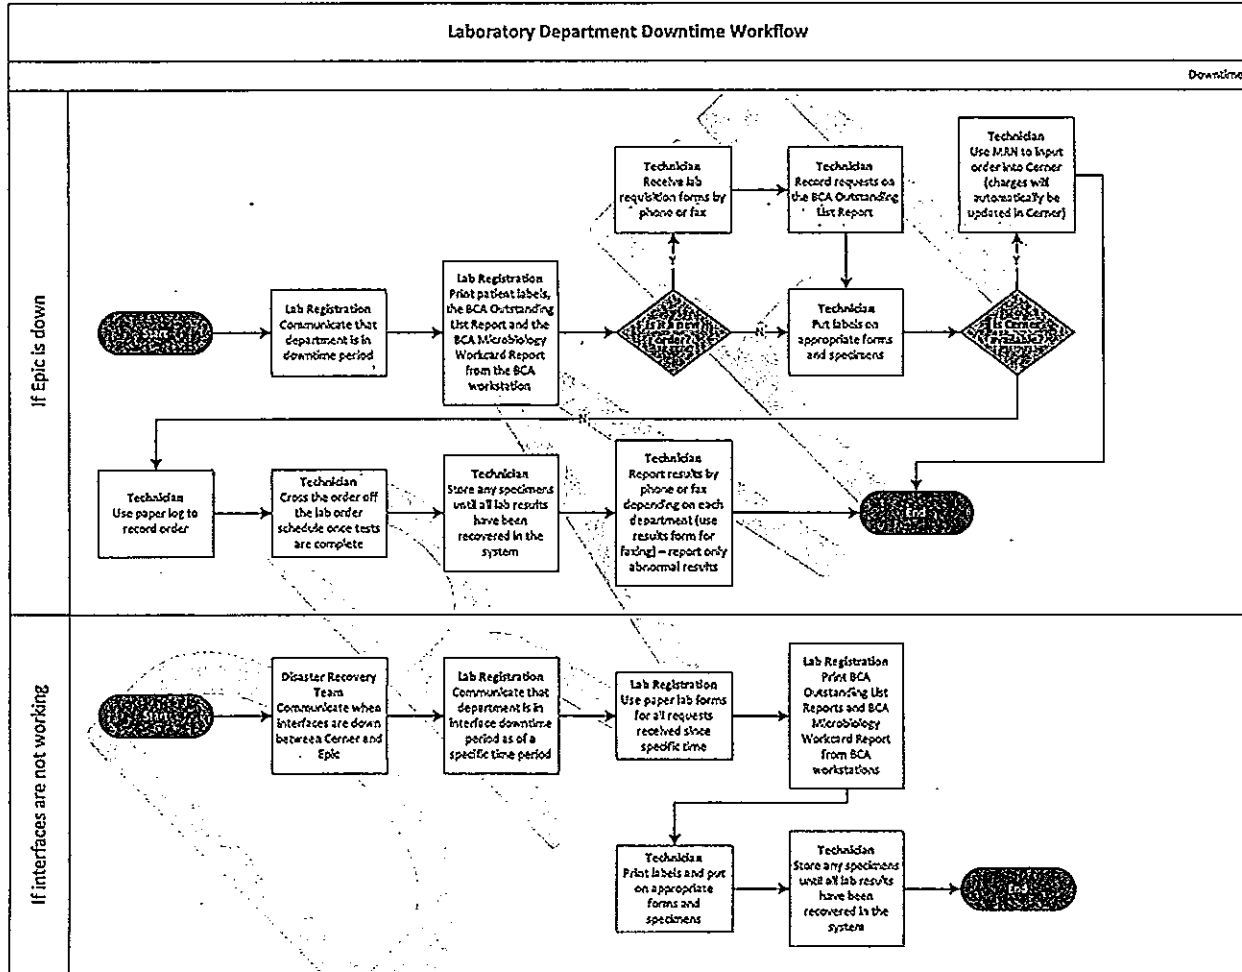 Laboratory Department Downtime Workflow
Downtime
If Epic is down
Technician
Receive lab
requisition forms by
phone or fax
Technician
Record requests on
the BCA Outstanding
List Report
Technician
Use MRN to input
order into Cerner
(charges will
automatically be
updated in Cerner)
Y
Y
Start
Lab Registration
Communicate that
department is in
downtime period
Lab Registration
Print patient labels,
the BCA Outstanding
List Report and the
BCA Microbiology
Workcard Report
from the BCA
workstation
Is it a new
order?
N
Technician
Put labels on
appropriate forms
and specimens
Is Cerner
available?
N
Technician
Use paper log to
record order
Technician
Cross the order off
the lab order
schedule once tests
are complete
Technician
Store any specimens
until all lab results
have been
recovered in the
system
Technician
Report results by
phone or fax
depending on each
department (use
results form for
faxing) – report only
abnormal results
End
If interfaces are not working
Start
Disaster Recovery
Team
Communicate when
interfaces are down
between Cerner and
Epic
Lab Registration
Communicate that
department is in
interface downtime
period as of a
specific time period
Lab Registration
Use paper lab forms
for all requests
received since
specific time
Lab Registration
Print BCA
Outstanding List
Reports and BCA
Microbiology
Workcard Report
from BCA
workstations
Technician
Print labels and put
on appropriate
forms and
specimens
Technician
Store any specimens
until all lab results
have been
recovered in the
system
End